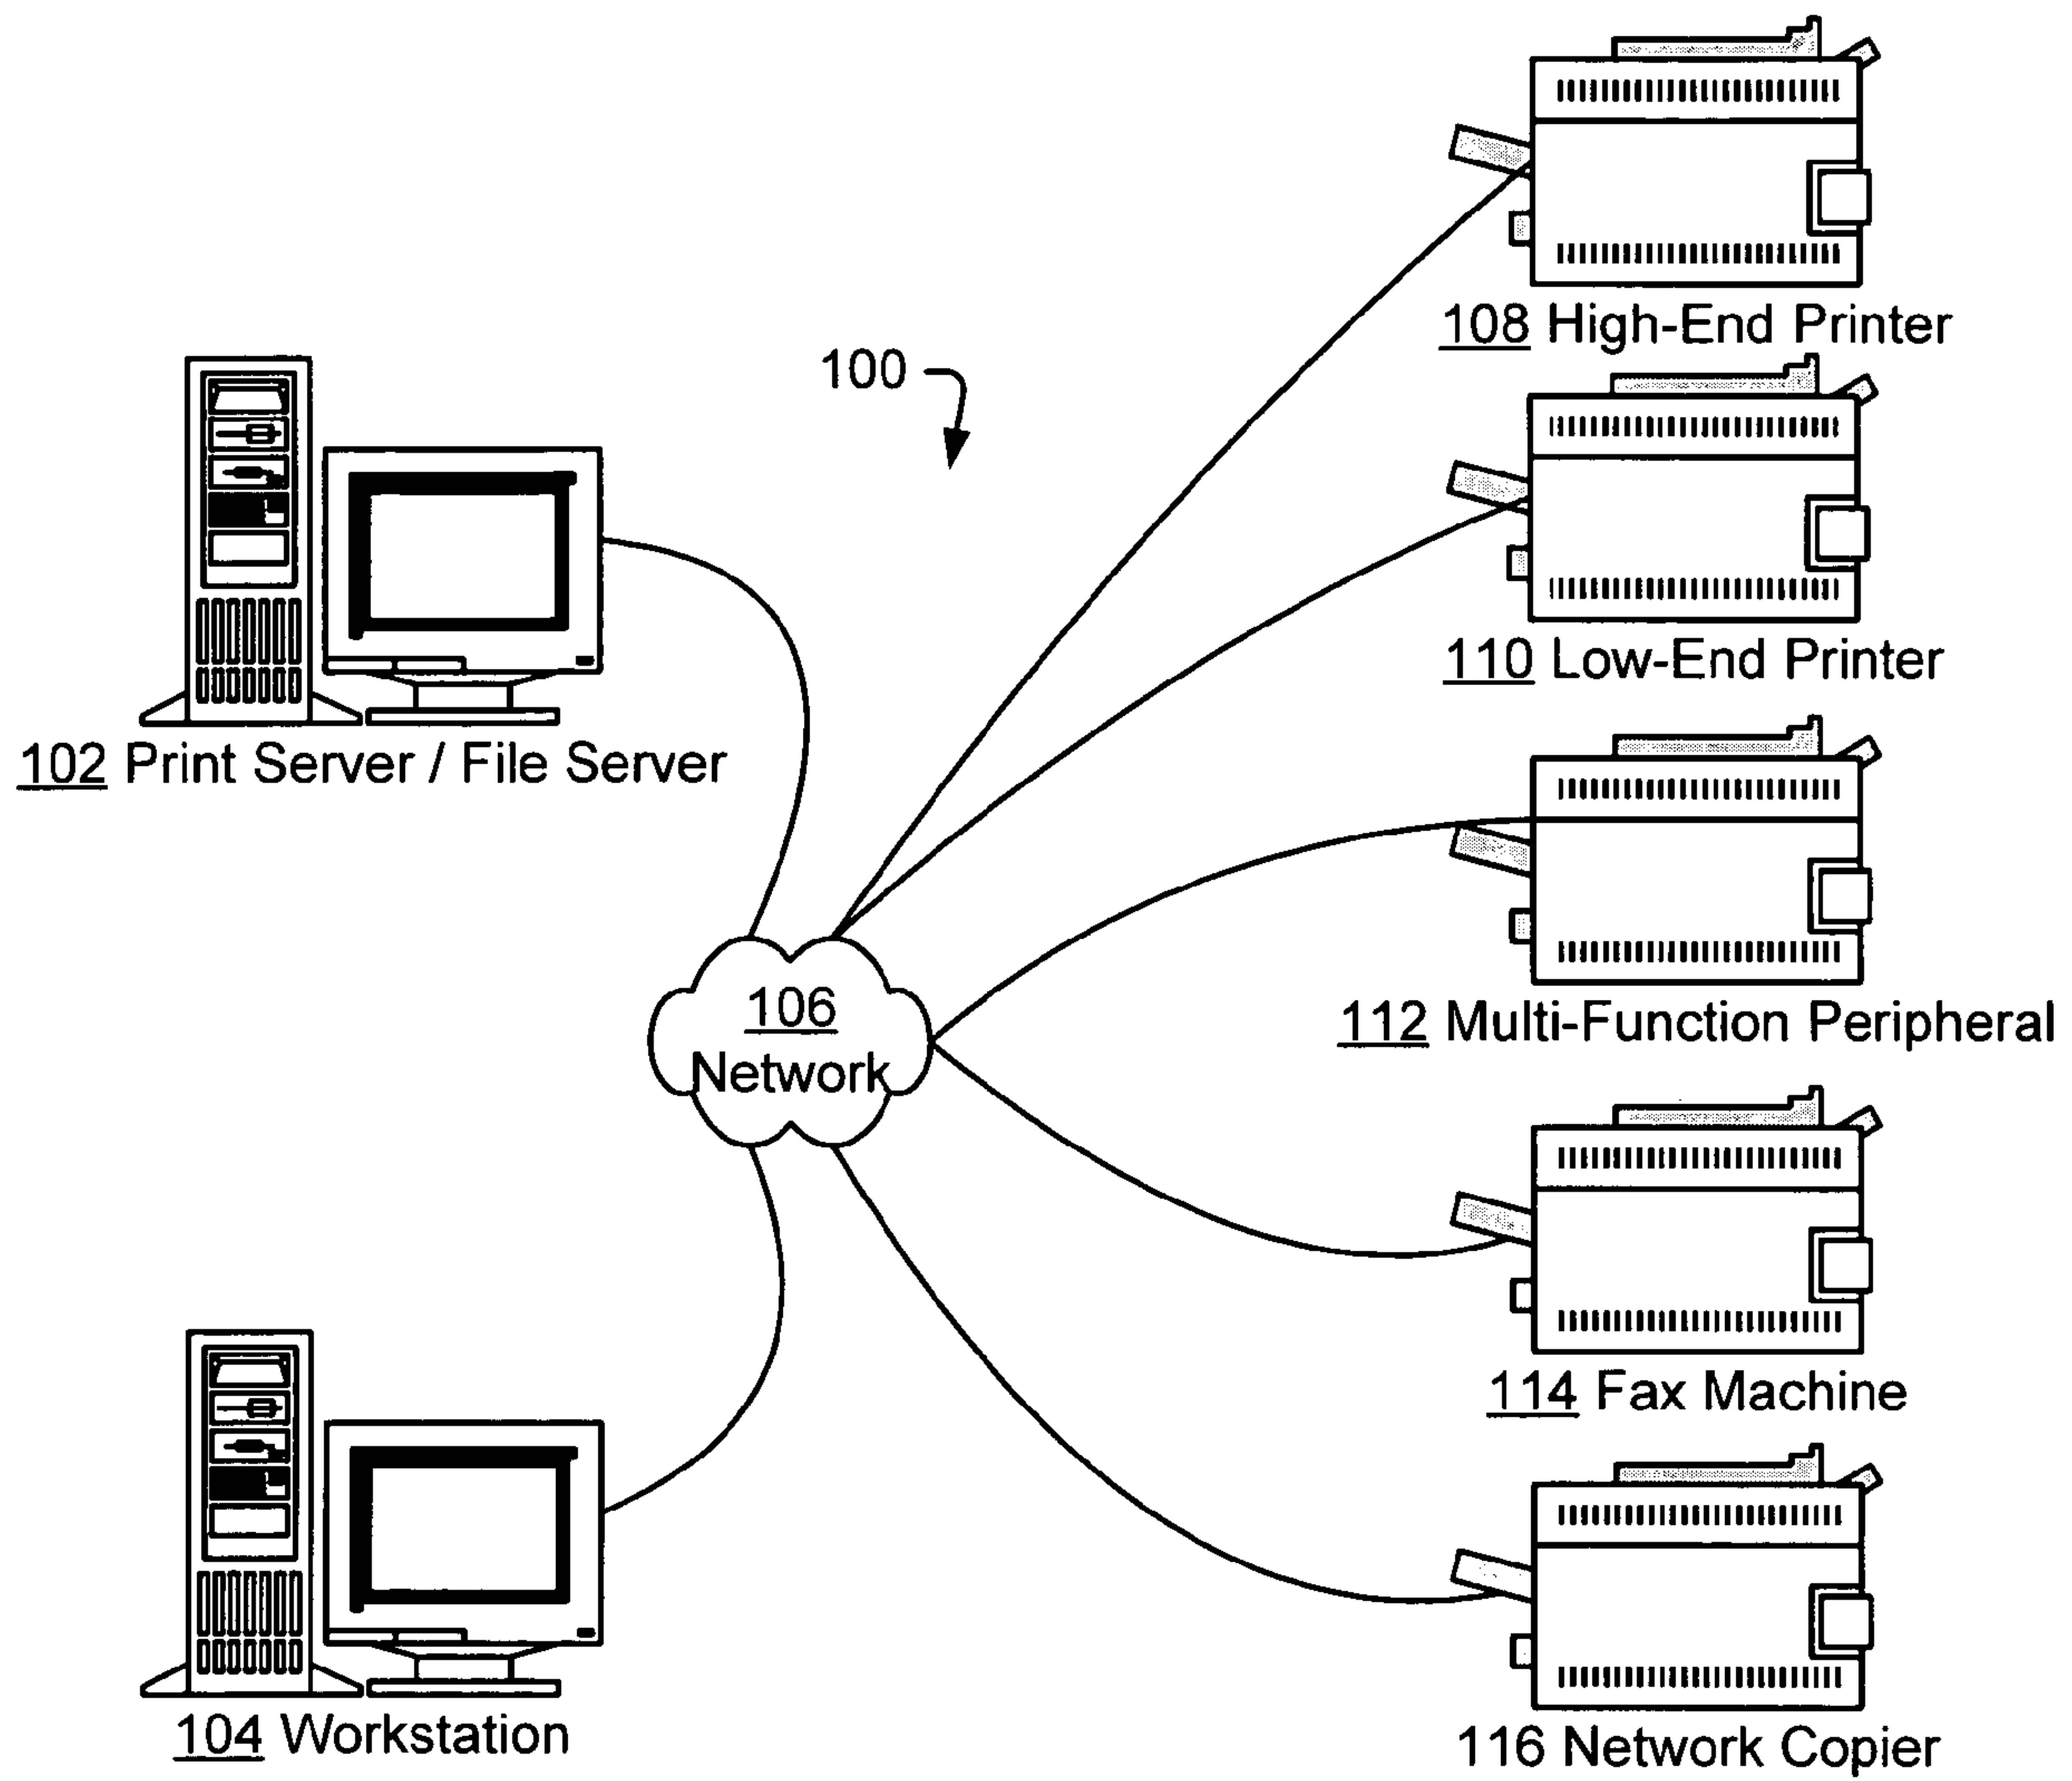 108 High-End Printer
100
110 Low-End Printer
102 Print Server / File Server
106
Network
112 Multi-Function Peripheral
114 Fax Machine
104 Workstation
116 Network Copier